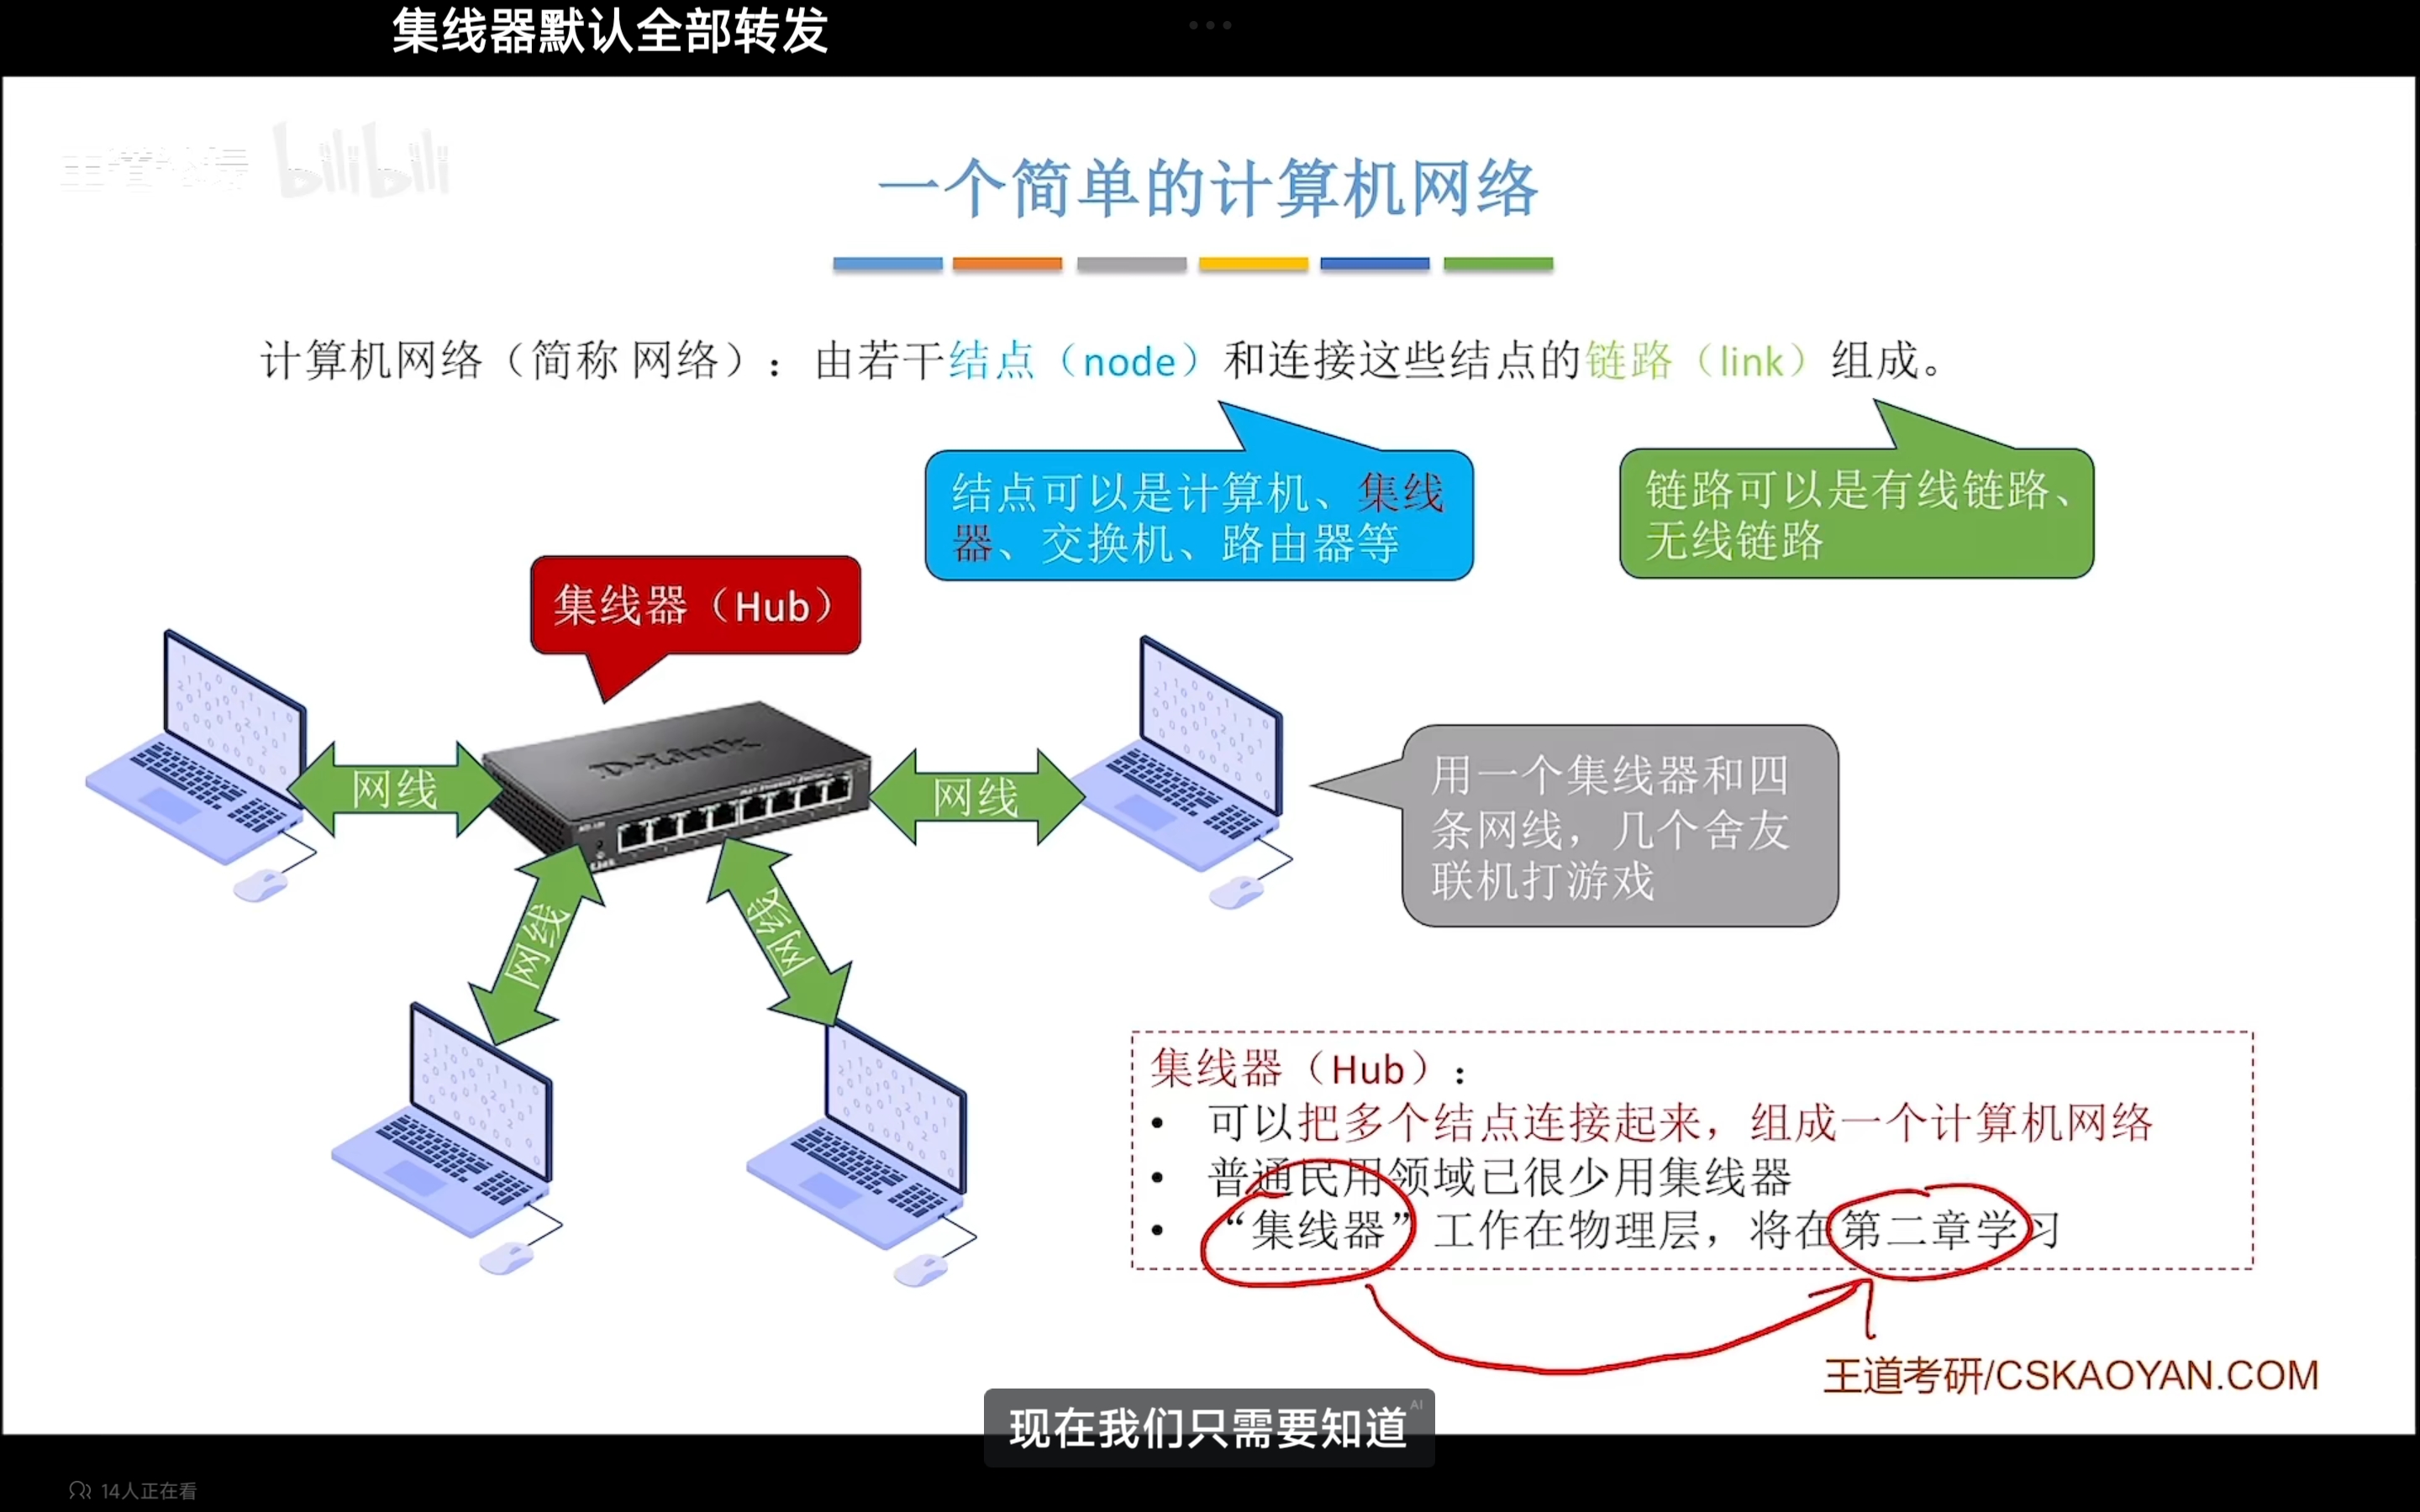 集线器默认全部转发
bilibili
一个简单的计算机网络
计算机网络（简称 网络）：由若干结点（node）和连接这些结点的链路（link）组成。
结点可以是计算机、集线
器、交换机、路由器等
链路可以是有线链路、
无线链路
集线器（Hub）
D-Link
网线
网线
网线
网线
用一个集线器和四
条网线，几个舍友
联机打游戏
集线器（Hub）：
• 可以把多个结点连接起来，组成一个计算机网络
• 普通民用领域已很少用集线器
• “集线器”工作在物理层，将在第二章学习
王道考研/CSKAOYAN.COM
现在我们只需要知道
AI
14人正在看